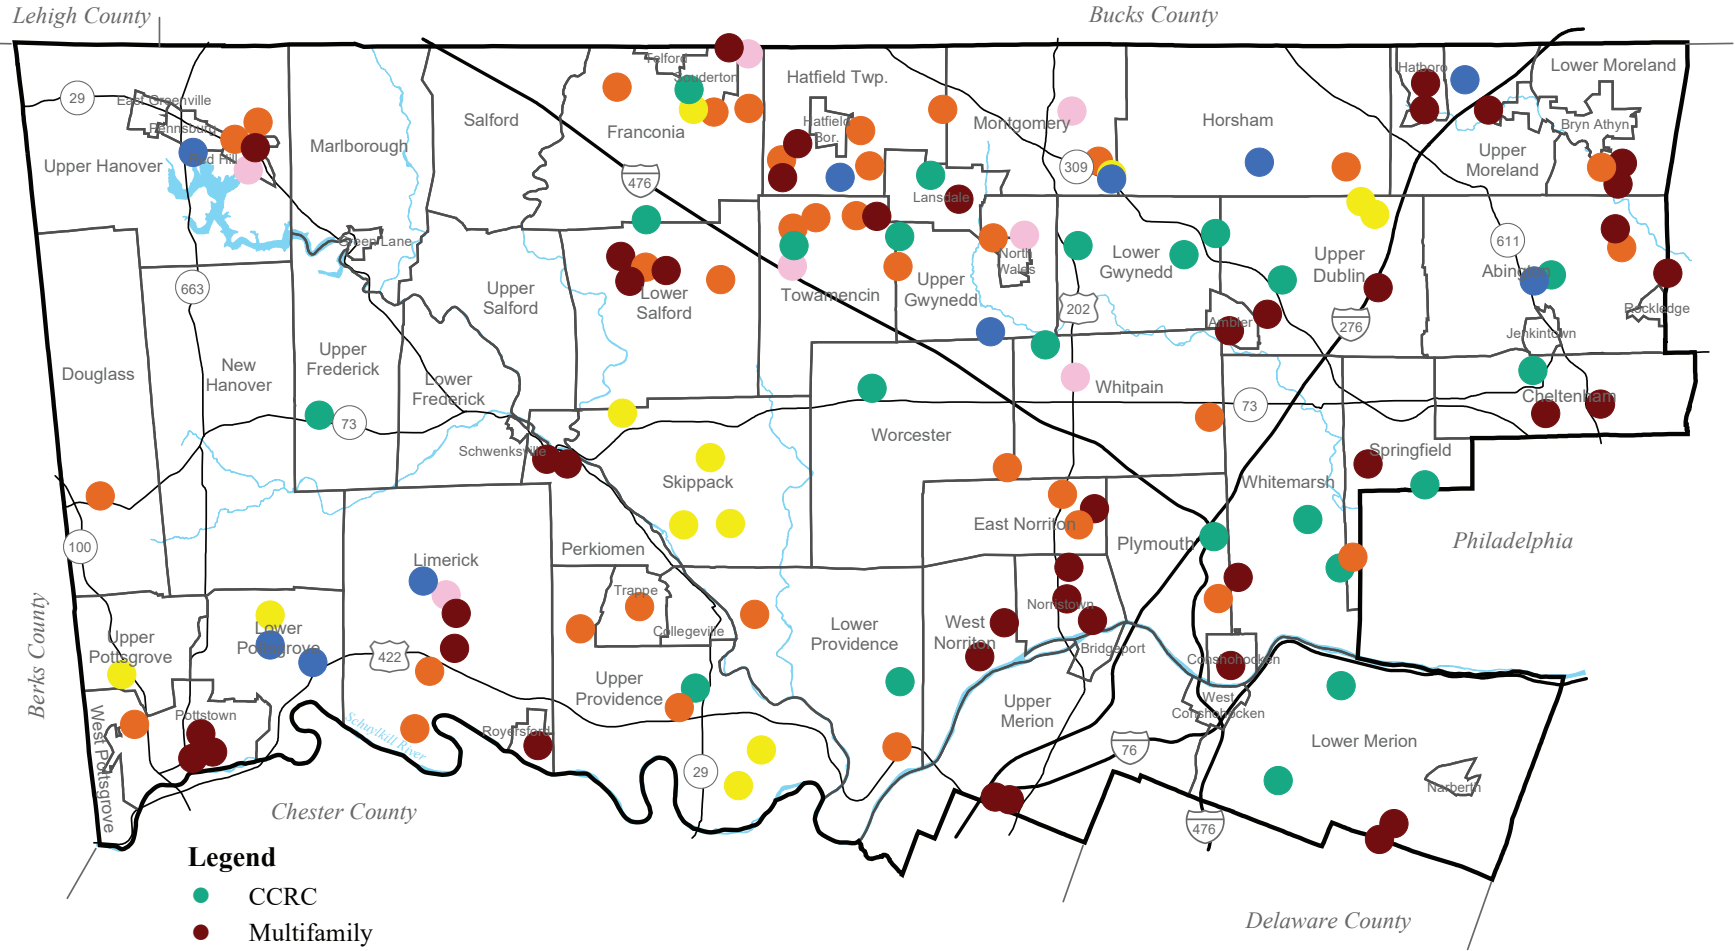 Lehigh County
Bucks County
Telford
Souderton
Hatfield Twp.
Hatboro
Lower Moreland
29
East Greenville
Pennsburg
Red Hill
Upper Hanover
Marlborough
Salford
Franconia
Hatfield
Bor.
Montgomery
Horsham
Bryn Athyn
Upper
Moreland
309
476
Lansdale
Green Lane
North
Wales
Lower
Gwynedd
Upper
Dublin
611
Abington
663
Upper
Salford
Lower
Salford
Towamencin
Upper
Gwynedd
202
Ambler
276
Rockledge
Jenkintown
Douglass
New
Hanover
Upper
Frederick
Lower
Frederick
Whitpain
Cheltenham
73
73
Worcester
Schwenksville
Skippack
Springfield
Whitemarsh
100
East Norriton
Plymouth
Philadelphia
Perkiomen
Limerick
Trappe
Collegeville
Norristown
Berks County
Upper
Pottsgrove
Lower
Pottsgrove
422
Lower
Providence
West
Norriton
Bridgeport
Conshohocken
Upper
Providence
West
Conshohocken
Upper
Merion
West Pottsgrove
Pottstown
Schuylkill River
Royersford
76
Lower Merion
29
Narberth
Chester County
476
Legend
CCRC
Multifamily
Delaware County